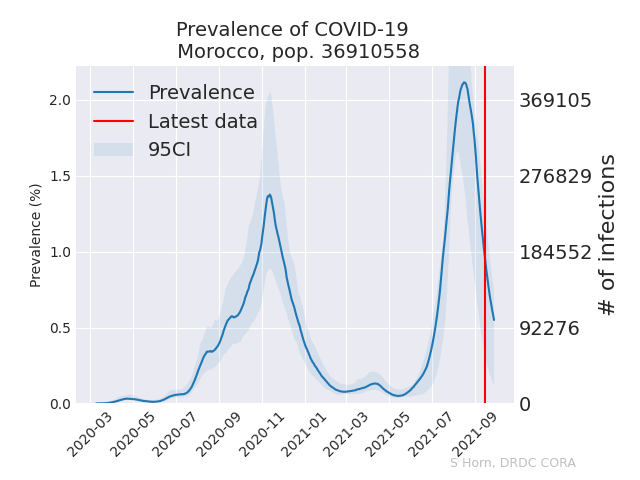 Prevalence of COVID-19
Morocco, pop. 36910558
Prevalence
Latest data
95CI
Prevalence (%)
2.0
1.5
1.0
0.5
0.0
369105
276829
184552
92276
0
# of infections
2020-03
2020-05
2020-07
2020-09
2020-11
2021-01
2021-03
2021-05
2021-07
2021-09
S Horn, DRDC CORA